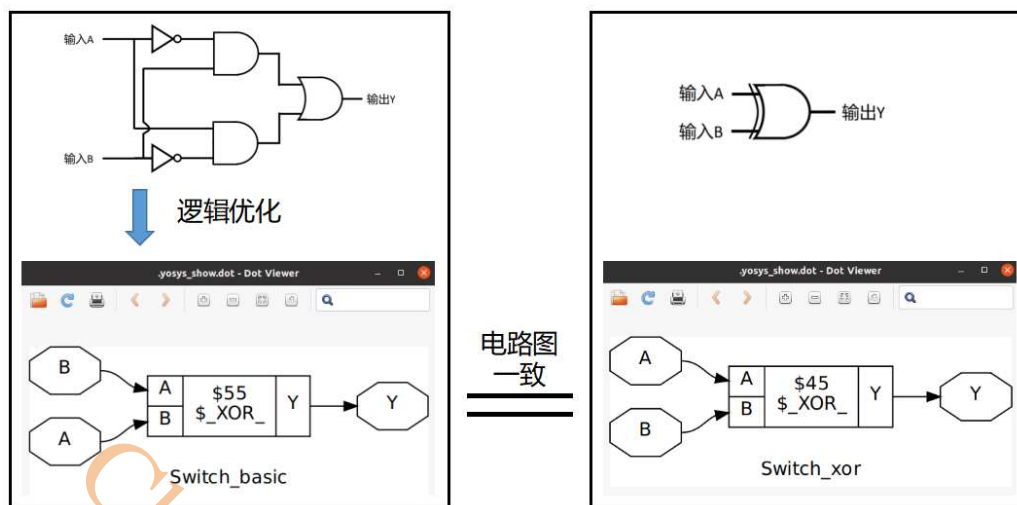 输入A
输出Y
输入B
逻辑优化
.yosys_show.dot - Dot Viewer
B
A
A
B
$55
$_XOR_
Y
Y
Switch_basic
电路图
一致
输入A
输入B
输出Y
.yosys_show.dot - Dot Viewer
A
B
A
B
$45
$_XOR_
Y
Y
Switch_xor